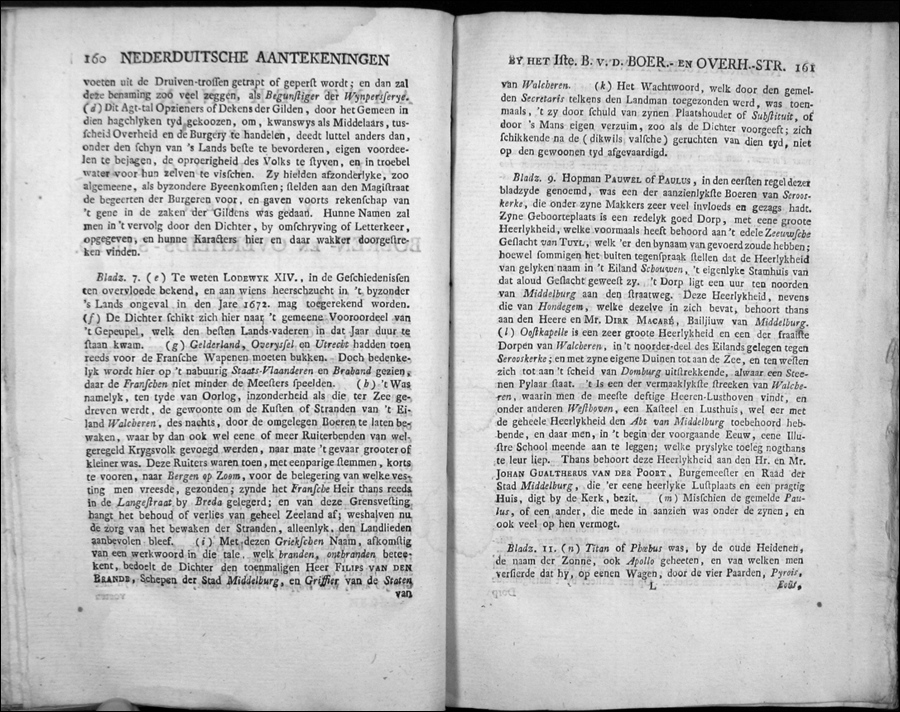 160 NEDERDUITSCHE AANTEKENINGEN
voeten uit de Druiven-trossen getrapt of geperst wordt; en dan zal
deze benaming zoo veel zeggen, als Begunstiger der Wynpersserye.
(d) Dit Agt-tal Opzieners of Dekens der Gilden, door het Gemeen in
dien hagchlyken tyd gekoozen, om, kwanswys als Middelaars, tus-
scheid Overheid en de Burgery te handelen, deedt luttel anders dan,
onder den schyn van 's Lands beste te bevorderen, eigen voordee-
len te bejagen, de oproerigheid des Volks te styven, en in troebel
water voor hun zelven te visschen. Zy hielden afzonderlyke, zoo
algemeene, als byzondere Byeenkomsten; stelden aan den Magistraat
de begeerten der Burgeren voor, en gaven voorts rekenschap van
't gene in de zaken der Gildens was gedaan. Hunne Namen zal
men in 't vervolg door den Dichter, by omschryving of Letterkeer,
opgegeven, en hunne Karacters hier en daar wakker doorgestre-
ken vinden.
Bladz. 7. (e) Te weten LODEWYK XIV., in de Geschiedenissen
ten overvloede bekend, en aan wiens heerschzucht in 't byzonder
's Lands ongeval in den Jare 1672. mag toegerekend worden.
(f) De Dichter schikt zich hier naar 't gemeene Vooroordeel van
't Gepeupel, welk den besten Lands-vaderen in dat Jaar duur te
staan kwam. (g) Gelderland, Overyssel en Utrecht hadden toen
reeds voor de Fransche Wapenen moeten bukken. Doch bedenke-
lyk wordt hier op 't nabuurig Staats-Vlaanderen en Braband gezien,
daar de Franschen niet minder de Meesters speelden. (h) 't Was
namelyk, ten tyde van Oorlog, inzonderheid als die ter Zee ge-
dreven werdt, de gewoonte om de Kusten of Stranden van 't Ei-
land Walcheren, des nachts, door de omgelegen Boeren te laten be-
waken, waar by dan ook wel eene of meer Ruiterbenden van wel-
geregeld Krygsvolk gevoegd werden, naar mate 't gevaar grooter of
kleiner was. Deze Ruiters waren toen, met eenparige stemmen, korts
te vooren, naar Bergen op Zoom, voor de belegering van welke ves-
ting men vreesde, gezonden; zynde het Fransche Heir thans reeds
in de Langestraat by Breda gelegerd; en van deze Grensvesting
hangt het behoud of verlies van geheel Zeeland af; weshalven nu
de zorg van het bewaken der Stranden, alleenlyk, den Landlieden
aanbevolen bleef. (i) Met dezen Griekschen Naam, afkomstig
van een werkwoord in die tale, welk branden, ontbranden betee-
kent, bedoelt de Dichter den toenmaligen Heer FILIPS VAN DEN
BRANDE, Schepen der Stad Middelburg, en Griffier van de Staten
van
BY HET Iste. B. V. D. BOER.- EN OVERH.-STR. 161
van Walcheren. (k) Het Wachtwoord, welk door den gemel-
den Secretaris telkens den Landman toegezonden werd, was toen-
maals, 't zy door schuld van zynen Plaatshouder of Substituit, of
door 's Mans eigen verzuim, zoo als de Dichter voorgeeft; zich
schikkende na de (dikwils valsche) geruchten van dien tyd, niet
op den gewoonen tyd afgevaardigd.
Bladz. 9. Hopman PAUWEL of PAULUS, in den eersten regel dezer
bladzyde genoemd, was een der aanzienlykste Boeren van Seroos-
kerke, die onder zyne Makkers zeer veel invloeds en gezags hadt.
Zyne Geboorteplaats is een redelyk goed Dorp, met eene groote
Heerlykheid, welke voormaals heeft behoord aan 't edele Zeeuwsche
Geslacht van TUYL, welk 'er den bynaam van gevoerd zoude hebben;
hoewel sommigen het buiten tegenspraak stellen dat de Heerlykheid
van gelyken naam in 't Eiland Schouwen, 't eigenlyke Stamhuis van
dat aloud Geslacht geweest zy. 't Dorp ligt een uur ten noorden
van Middelburg aan den straatweg. Deze Heerlykheid, nevens
die van Hondegem, welke dezelve in zich bevat, behoort thans
aan den Heere en Mr. DIRK MACARÉ, Bailjiuw van Middelburg.
(l) Oostkapelle is een zeer groote Heerlykheid en een der fraaiste
Dorpen van Walcheren, in 't noorder-deel des Eilands gelegen tegen
Serooskerke; en met zyne eigene Duinen tot aan de Zee, en ten westen
zich tot aan 't scheid van Domburg uitstrekkende, alwaar een Stee-
nen Pylaar staat. 't Is een der vermaaklykste streeken van Walche-
ren, waarin men de meeste deftige Heeren-Lusthoven vindt, en
onder anderen Westhoven, een Kasteel en Lusthuis, wel eer met
de geheele Heerlykheid den Abt van Middelburg toebehoord heb-
bende, en daar men, in 't begin der voorgaande Eeuw, eene Illu-
stre School meende aan te leggen; welke pryslyke toeleg nogthans
te leur liep. Thans behoort deze Heerlykheid aan den Hr. en Mr.
JOHAN GUALTHERUS VAN DER POORT, Burgemeester en Raad der
Stad Middelburg, die 'er eene heerlyke Lustplaats en een pragtig
Huis, digt by de Kerk, bezit. (m) Misschien de gemelde Pau-
lus, of een ander, die mede in aanzien was onder de zynen, en
ook veel op hen vermogt.
Bladz. 11. (n) Titan of Phœbus was, by de oude Heidenen,
de naam der Zonne, ook Apollo geheeten, en van welken men
versierde dat hy, op eenen Wagen, door de vier Paarden, Pyrois,
L Eoüs,